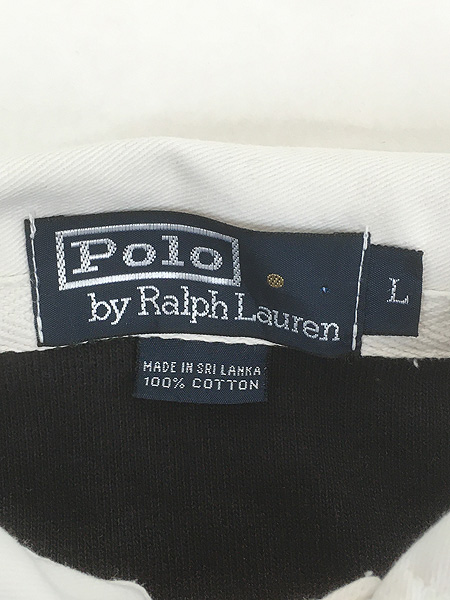 Polo
by Ralph Lauren
L
MADE IN SRI LANKA
100% COTTON